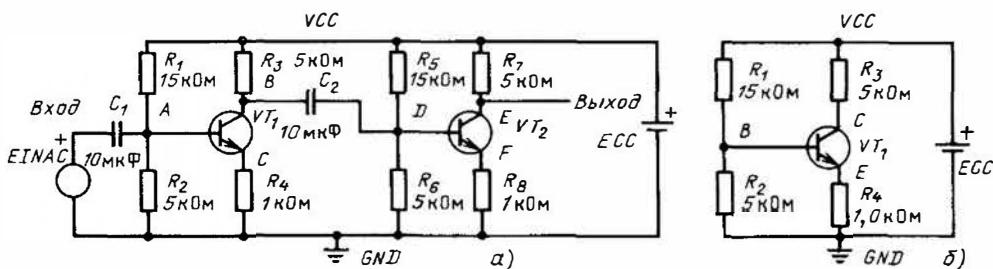 VCC
R1
15кОм
R3
5кОм
B
C2
10мкФ
R5
15кОм
R7
5кОм
Вход
C1
10мкФ
A
VT1
D
E
VT2
Выход
+
EINAC
+
ECC
C
F
R2
5кОм
R4
1кОм
R6
5кОм
R8
1кОм
GND
а)
VCC
R1
15кОм
R3
5кОм
B
C
VT1
E
+
ECC
R2
5кОм
R4
1,0кОм
GND
б)